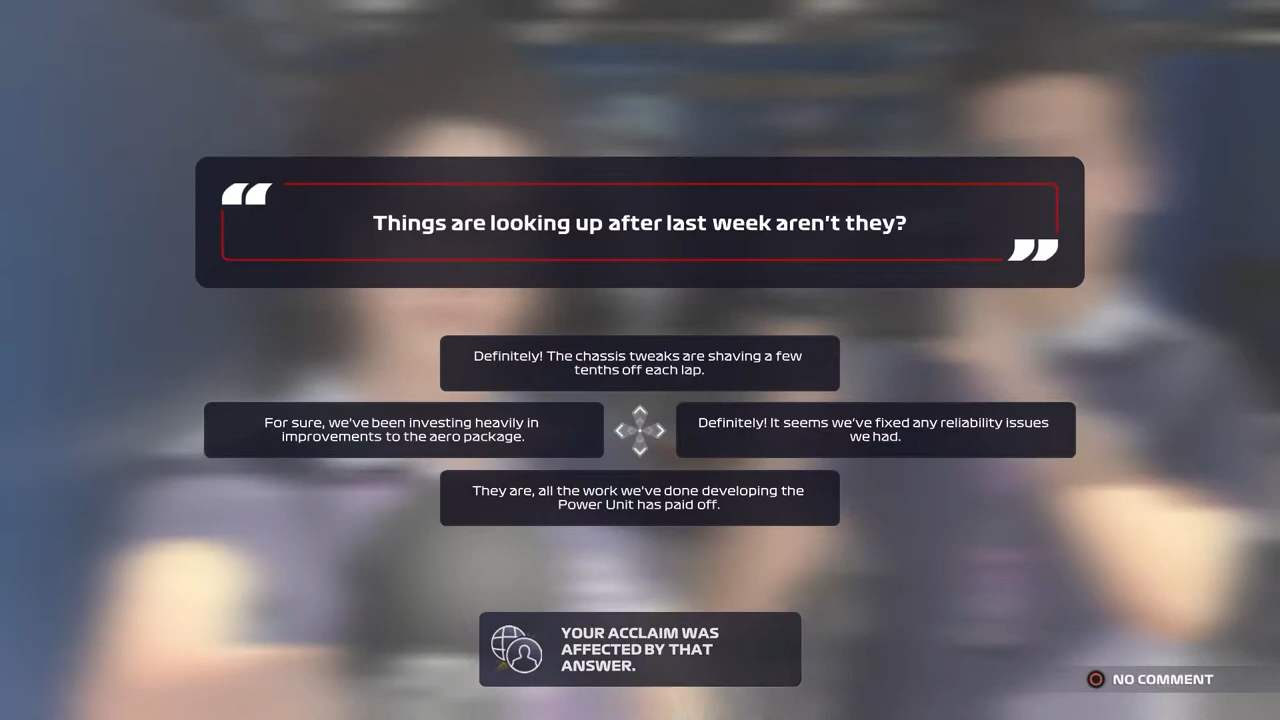 Things are looking up after last week aren't they?
Definitely! The chassis tweaks are shaving a few
tenths off each lap.
For sure, we've been investing heavily in
improvements to the aero package.
Definitely! It seems we've fixed any reliability issues
we had.
They are, all the work we've done developing the
Power Unit has paid off.
YOUR ACCLAIM WAS
AFFECTED BY THAT
ANSWER.
NO COMMENT